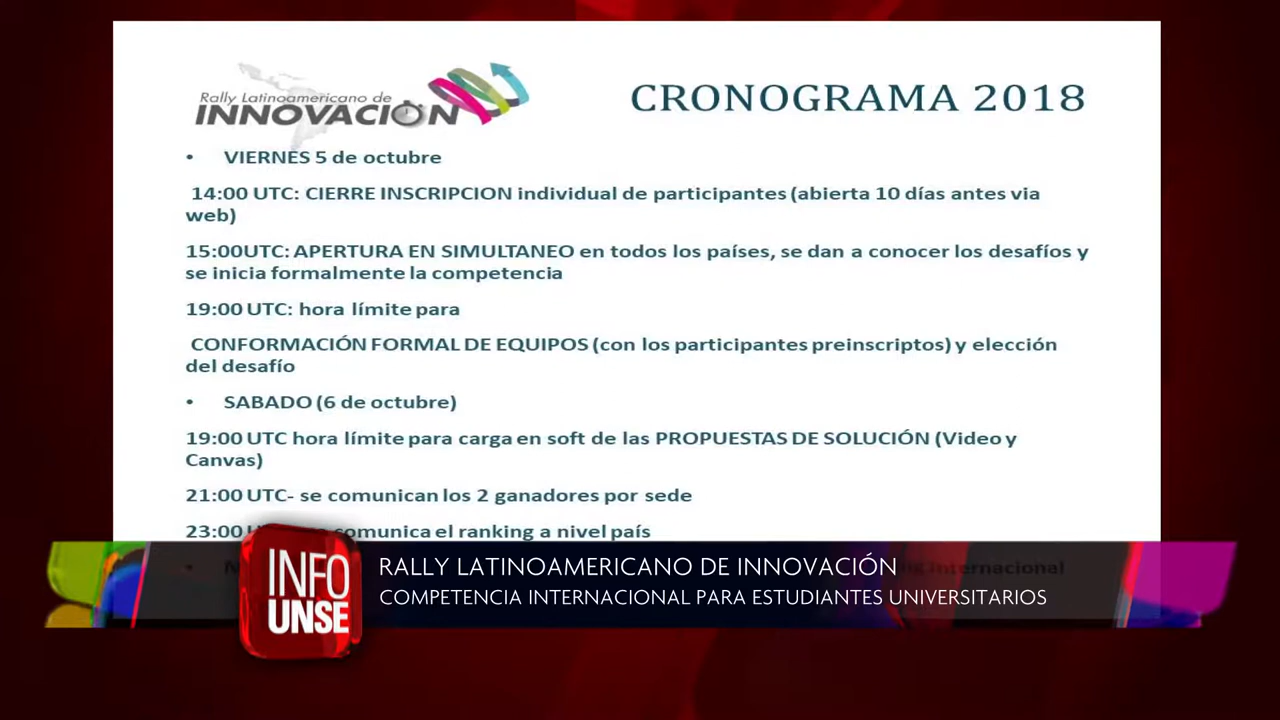 Rally Latinoamericano de
INNOVACIÓN
CRONOGRAMA 2018
• VIERNES 5 de octubre
14:00 UTC: CIERRE INSCRIPCION individual de participantes (abierta 10 días antes via
web)
15:00UTC: APERTURA EN SIMULTANEO en todos los países, se dan a conocer los desafíos y
se inicia formalmente la competencia
19:00 UTC: hora límite para
CONFORMACIÓN FORMAL DE EQUIPOS (con los participantes preinscriptos) y elección
del desafío
• SABADO (6 de octubre)
19:00 UTC hora límite para carga en soft de las PROPUESTAS DE SOLUCIÓN (Video y
Canvas)
21:00 UTC- se comunican los 2 ganadores por sede
23:00 comunica el ranking a nivel país
internacional
INFO
UNSE
RALLY LATINOAMERICANO DE INNOVACIÓN
COMPETENCIA INTERNACIONAL PARA ESTUDIANTES UNIVERSITARIOS